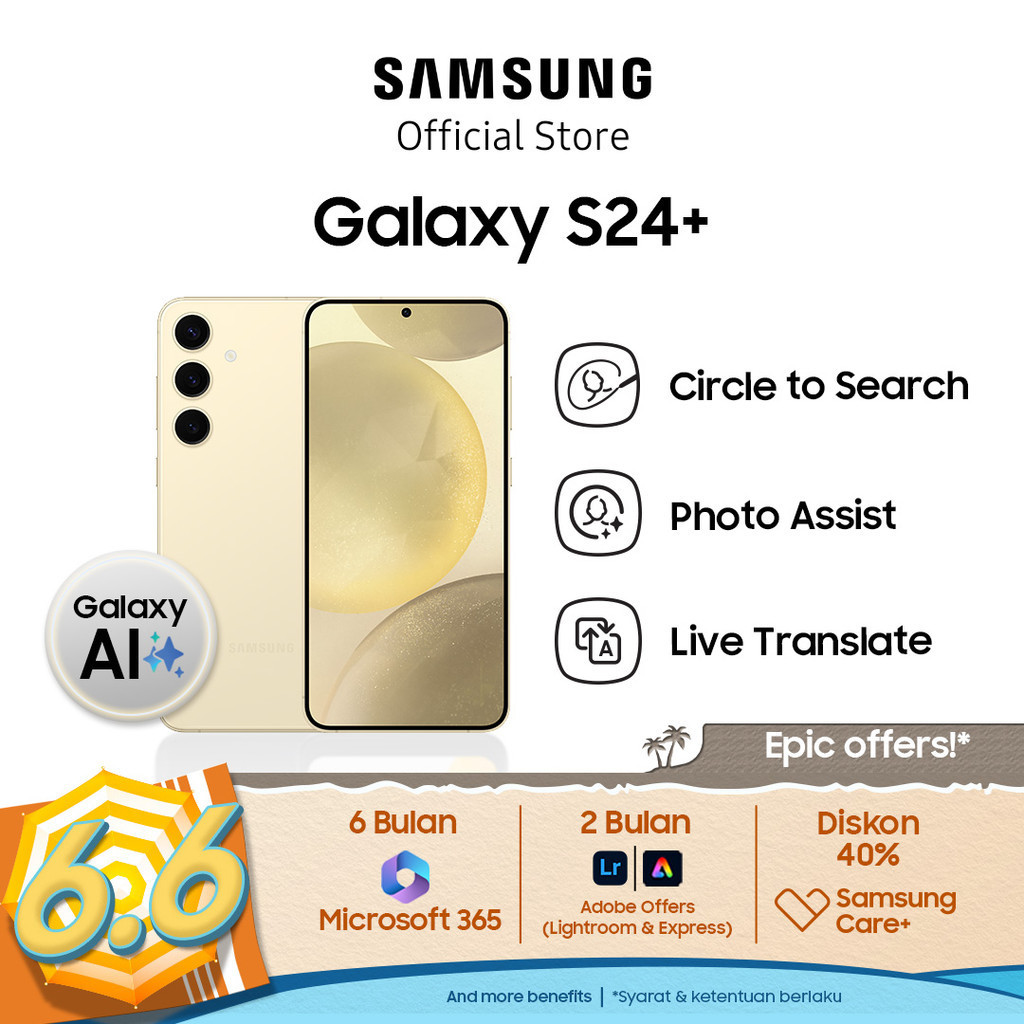 SAMSUNG
Official Store
Galaxy S24+
Circle to Search
Photo Assist
Live Translate
Galaxy
AI
SAMSUNG
Epic offers!*
6.6
6 Bulan
Microsoft 365
2 Bulan
Lr
Adobe Offers
(Lightroom & Express)
Diskon
40%
Samsung
Care+
And more benefits | *Syarat & ketentuan berlaku